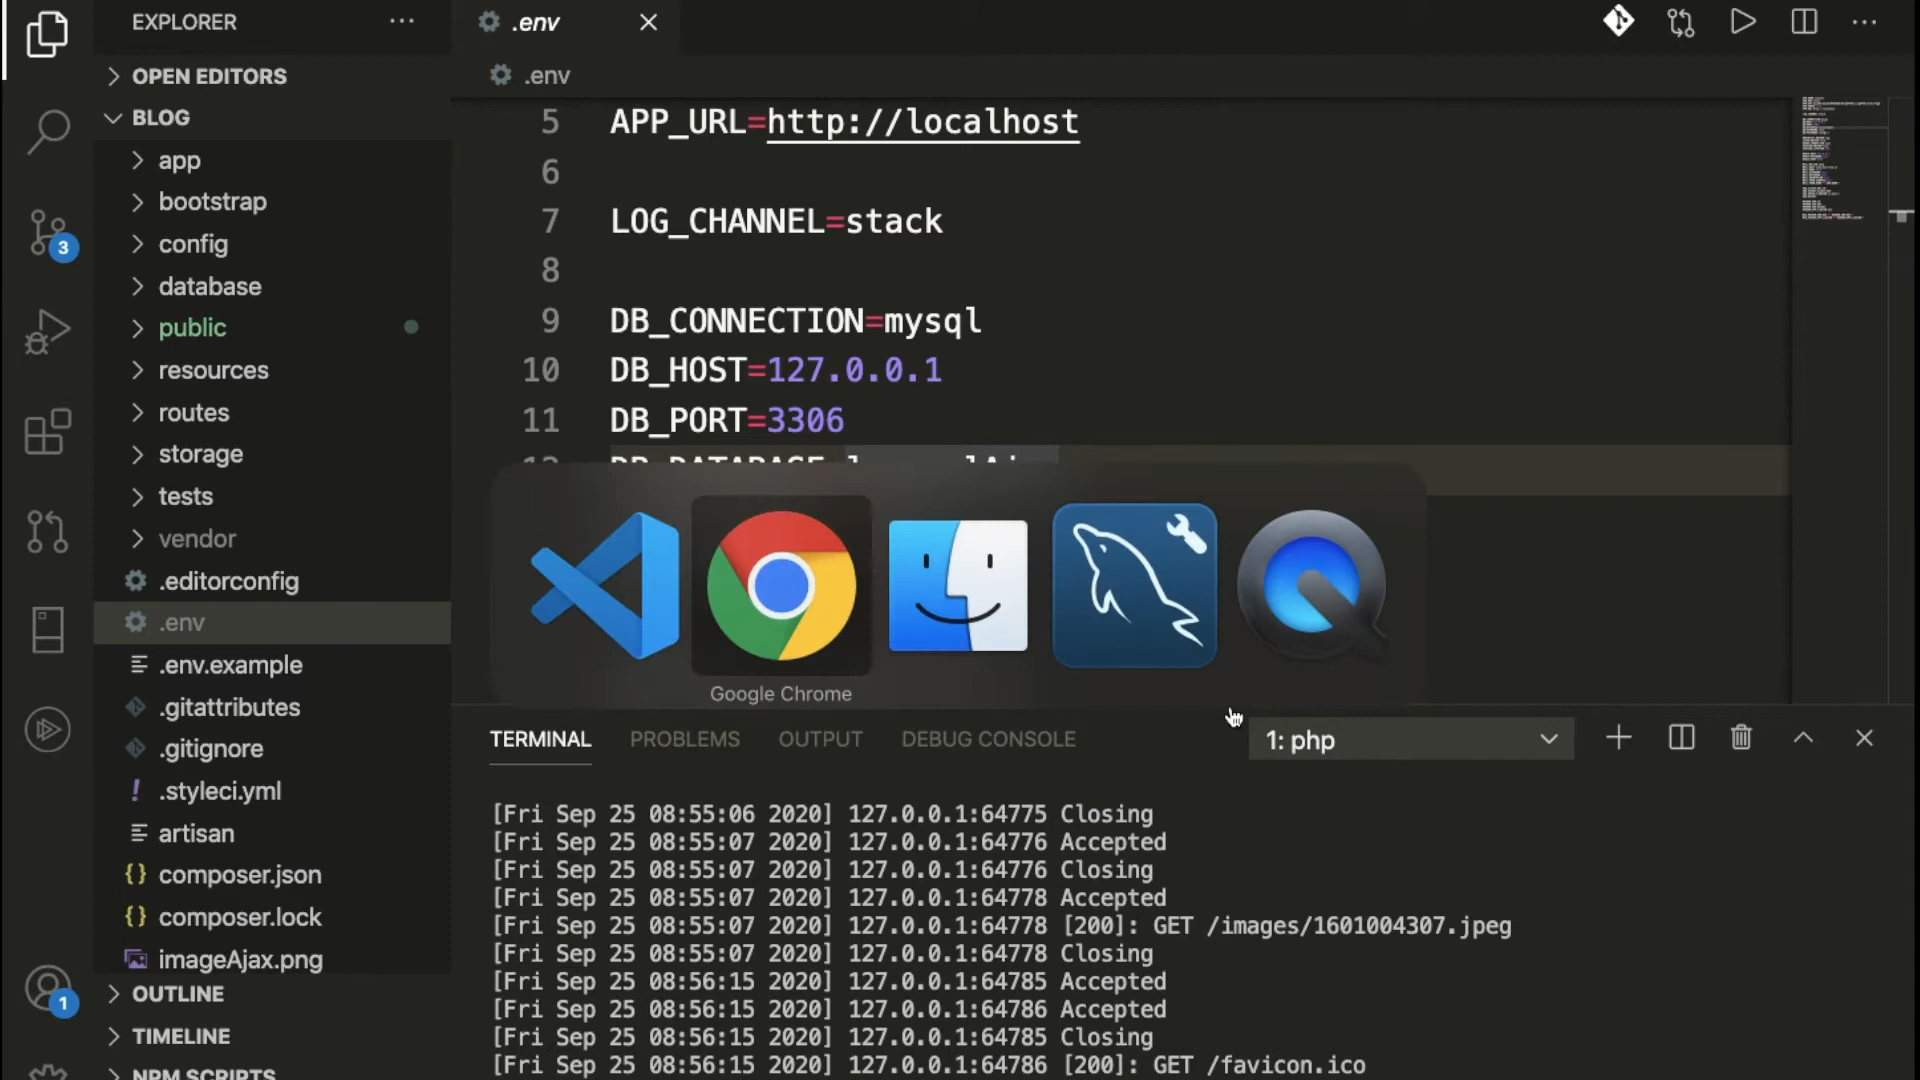 EXPLORER
.env
OPEN EDITORS
.env
BLOG
5 APP_URL=http://localhost
app
6
bootstrap
7 LOG_CHANNEL=stack
3
config
8
database
9 DB_CONNECTION=mysql
public
10 DB_HOST=127.0.0.1
resources
11 DB_PORT=3306
routes
storage
tests
vendor
.editorconfig
.env
.env.example
Google Chrome
.gitattributes
.gitignore
TERMINAL PROBLEMS OUTPUT DEBUG CONSOLE 1: php
.styleci.yml
artisan
composer.json
composer.lock
imageAjax.png
1
OUTLINE
TIMELINE
NPM SCRIPTS
[Fri Sep 25 08:55:06 2020] 127.0.0.1:64775 Closing
[Fri Sep 25 08:55:07 2020] 127.0.0.1:64776 Accepted
[Fri Sep 25 08:55:07 2020] 127.0.0.1:64776 Closing
[Fri Sep 25 08:55:07 2020] 127.0.0.1:64778 Accepted
[Fri Sep 25 08:55:07 2020] 127.0.0.1:64778 [200]: GET /images/1601004307.jpeg
[Fri Sep 25 08:55:07 2020] 127.0.0.1:64778 Closing
[Fri Sep 25 08:56:15 2020] 127.0.0.1:64785 Accepted
[Fri Sep 25 08:56:15 2020] 127.0.0.1:64786 Accepted
[Fri Sep 25 08:56:15 2020] 127.0.0.1:64785 Closing
[Fri Sep 25 08:56:15 2020] 127.0.0.1:64786 [200]: GET /favicon.ico